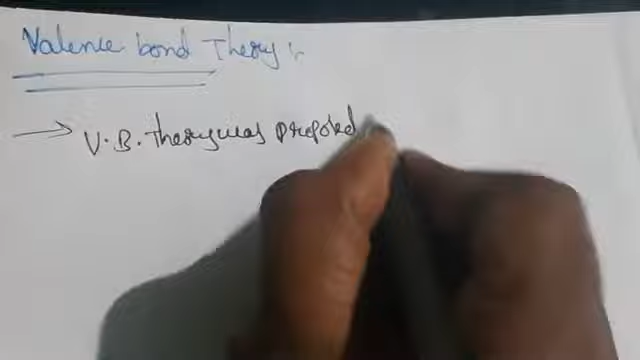 Valence bond Theory :-
→ V.B. Theory was proposed